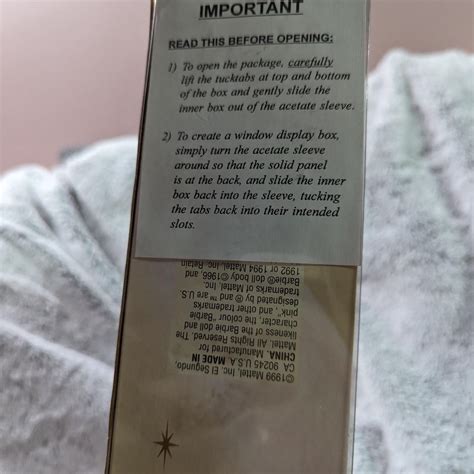 IMPORTANT
READ THIS BEFORE OPENING:
1) To open the package, carefully
lift the tucktabs at top and bottom
of the box and gently slide the
inner box out of the acetate sleeve.
2) To create a window display box,
simply turn the acetate sleeve
around so that the solid panel
is at the back, and slide the inner
box back into the sleeve, tucking
the tabs back into their intended
slots.
©1999 Mattel, Inc. El Segundo,
CA 90245 U.S.A. MADE IN
CHINA. Manufactured for
Mattel. All Rights Reserved. The
likeness of the Barbie doll and
character, the colour "Barbie
pink", and other trademarks
designated by ® and ™ are U.S.
trademarks of Mattel, Inc.
Barbie® doll body ©1966, and
1992 or 1994 Mattel, Inc. Retain